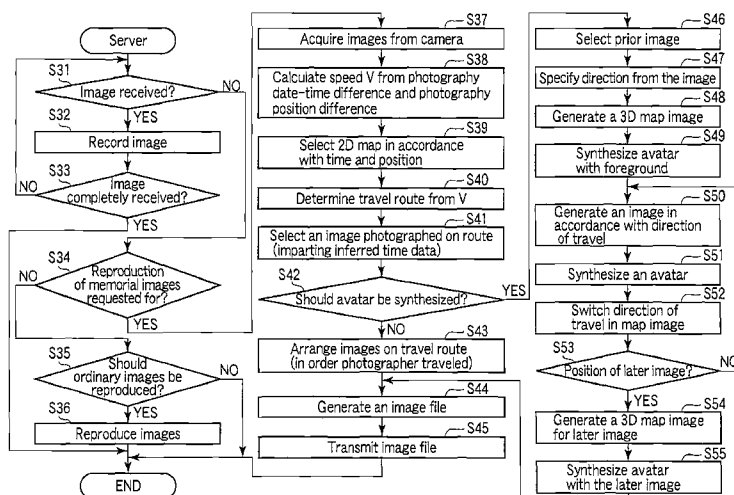 Server
S31
Image received?
NO
YES
S32
Record image
S33
Image
completely received?
NO
YES
S34
Reproduction
of memorial images
requested for?
NO
YES
S35
Should
ordinary images be
reproduced?
NO
YES
S36
Reproduce images
END
S37
Acquire images from camera
S38
Calculate speed V from photography
date-time difference and photography
position difference
S39
Select 2D map in accordance
with time and position
S40
Determine travel route from V
S41
Select an image photographed on route
(imparting inferred time data)
S42
Should avatar be synthesized?
YES
NO
S43
Arrange images on travel route
(in order photographer traveled)
S44
Generate an image file
S45
Transmit image file
S46
Select prior image
S47
Specify direction from the image
S48
Generate a 3D map image
S49
Synthesize avatar
with foreground
S50
Generate an image in
accordance with direction
of travel
S51
Synthesize an avatar
S52
Switch direction of
travel in map image
S53
Position of later image?
NO
YES
S54
Generate a 3D map image
for later image
S55
Synthesize avatar
with the later image